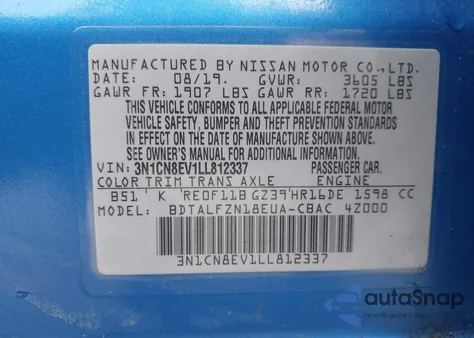 MANUFACTURED BY NISSAN MOTOR CO.,LTD.
DATE: 08/19. GVWR: 3605 LBS
GAWR FR: 1907 LBS GAWR RR: 1720 LBS
THIS VEHICLE CONFORMS TO ALL APPLICABLE FEDERAL MOTOR
VEHICLE SAFETY, BUMPER AND THEFT PREVENTION STANDARDS
IN EFFECT ON THE DATE OF MANUFACTURE SHOWN ABOVE.
SEE OWNER'S MANUAL FOR ADDITIONAL INFORMATION.
VIN: 3N1CN8EV1LL812337 PASSENGER CAR.
COLOR TRIM TRANS AXLE ENGINE
B51 K RE0F11B GZ39 HR16DE 1598 CC
MODEL: BDTALFZN18EUA-CBAC 4Z000
3N1CN8EV1LL812337
autoSnap